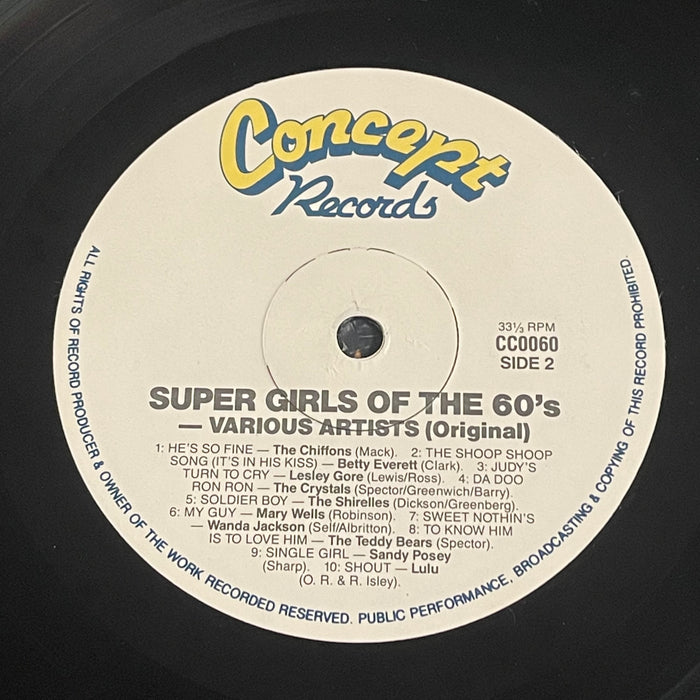 Concept
Records
33⅓ RPM
CC0060
SIDE 2
SUPER GIRLS OF THE 60's
— VARIOUS ARTISTS (Original)
1: HE'S SO FINE — The Chiffons (Mack). 2: THE SHOOP SHOOP
SONG (IT'S IN HIS KISS) — Betty Everett (Clark). 3: JUDY'S
TURN TO CRY — Lesley Gore (Lewis/Ross). 4: DA DOO
RON RON — The Crystals (Spector/Greenwich/Barry).
5: SOLDIER BOY — The Shirelles (Dickson/Greenberg).
6: MY GUY — Mary Wells (Robinson). 7: SWEET NOTHIN'S
— Wanda Jackson (Self/Albritton). 8: TO KNOW HIM
IS TO LOVE HIM — The Teddy Bears (Spector).
9: SINGLE GIRL — Sandy Posey
(Sharp). 10: SHOUT — Lulu
(O. R. & R. Isley).
ALL RIGHTS OF RECORD PRODUCER & OWNER OF THE WORK RECORDED RESERVED. PUBLIC PERFORMANCE, BROADCASTING & COPYING OF THIS RECORD PROHIBITED.